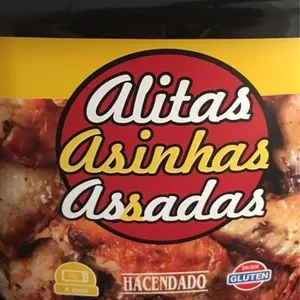 Alitas
Asinhas
Assadas
HACENDADO
GLUTEN